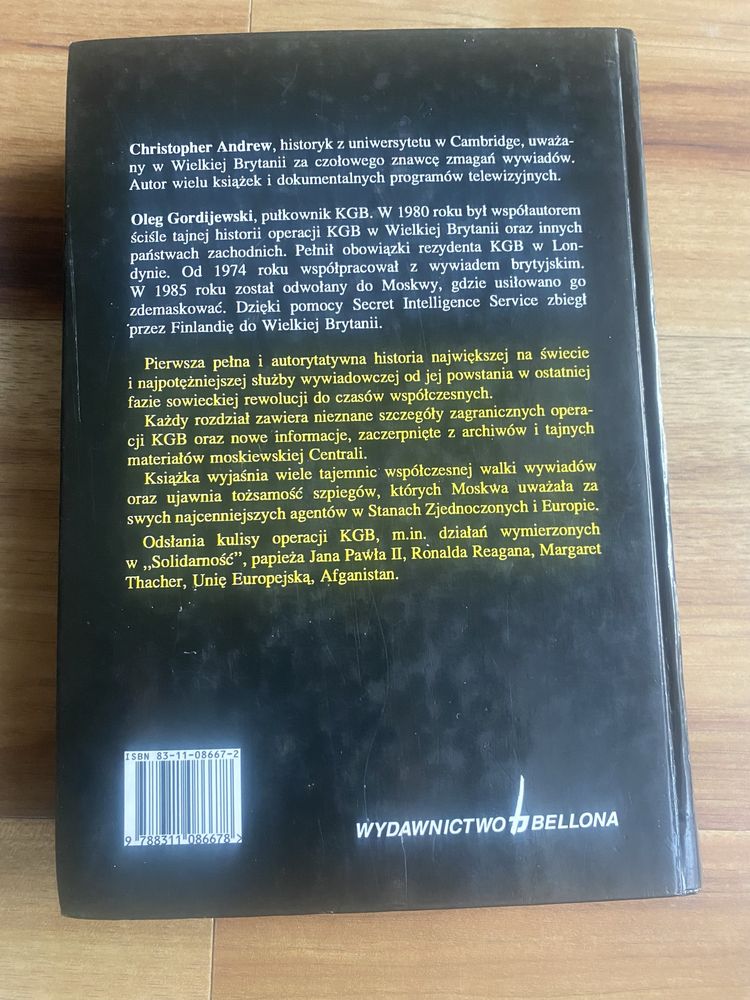 Christopher Andrew, historyk z uniwersytetu w Cambridge, uważa-
ny w Wielkiej Brytanii za czołowego znawcę zmagań wywiadów.
Autor wielu książek i dokumentalnych programów telewizyjnych.
Oleg Gordijewski, pułkownik KGB. W 1980 roku był współautorem
ściśle tajnej historii operacji KGB w Wielkiej Brytanii oraz innych
państwach zachodnich. Pełnił obowiązki rezydenta KGB w Lon-
dynie. Od 1974 roku współpracował z wywiadem brytyjskim.
W 1985 roku został odwołany do Moskwy, gdzie usiłowano go
zdemaskować. Dzięki pomocy Secret Intelligence Service zbiegł
przez Finlandię do Wielkiej Brytanii.
Pierwsza pełna i autorytatywna historia największej na świecie
i najpotężniejszej służby wywiadowczej od jej powstania w ostatniej
fazie sowieckiej rewolucji do czasów współczesnych.
Każdy rozdział zawiera nieznane szczegóły zagranicznych opera-
cji KGB oraz nowe informacje, zaczerpnięte z archiwów i tajnych
materiałów moskiewskiej Centrali.
Książka wyjaśnia wiele tajemnic współczesnej walki wywiadów
oraz ujawnia tożsamość szpiegów, których Moskwa uważała za
swych najcenniejszych agentów w Stanach Zjednoczonych i Europie.
Odsłania kulisy operacji KGB, m.in. działań wymierzonych
w „Solidarność”, papieża Jana Pawła II, Ronalda Reagana, Margaret
Thacher, Unię Europejską, Afganistan.
ISBN 83-11-08667-2
9 788311 086678 >
WYDAWNICTWO BELLONA